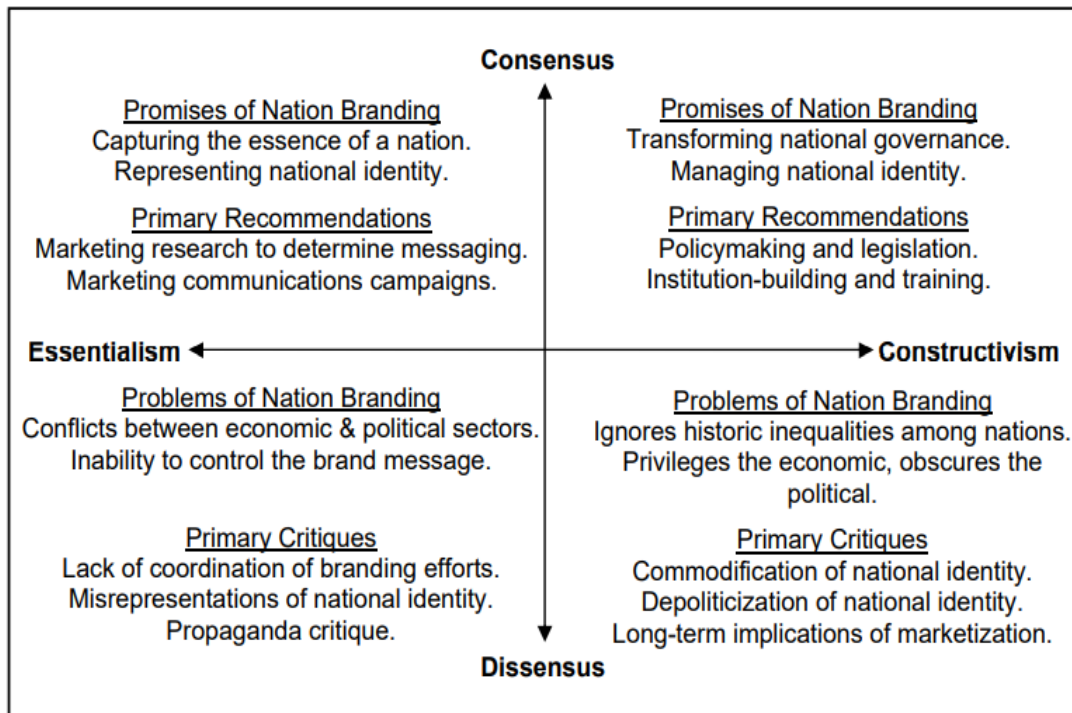 Consensus
Promises of Nation Branding
Capturing the essence of a nation.
Representing national identity.
Primary Recommendations
Marketing research to determine messaging.
Marketing communications campaigns.
Promises of Nation Branding
Transforming national governance.
Managing national identity.
Primary Recommendations
Policymaking and legislation.
Institution-building and training.
Essentialism
Constructivism
Problems of Nation Branding
Conflicts between economic & political sectors.
Inability to control the brand message.
Primary Critiques
Lack of coordination of branding efforts.
Misrepresentations of national identity.
Propaganda critique.
Problems of Nation Branding
Ignores historic inequalities among nations.
Privileges the economic, obscures the
political.
Primary Critiques
Commodification of national identity.
Depoliticization of national identity.
Long-term implications of marketization.
Dissensus